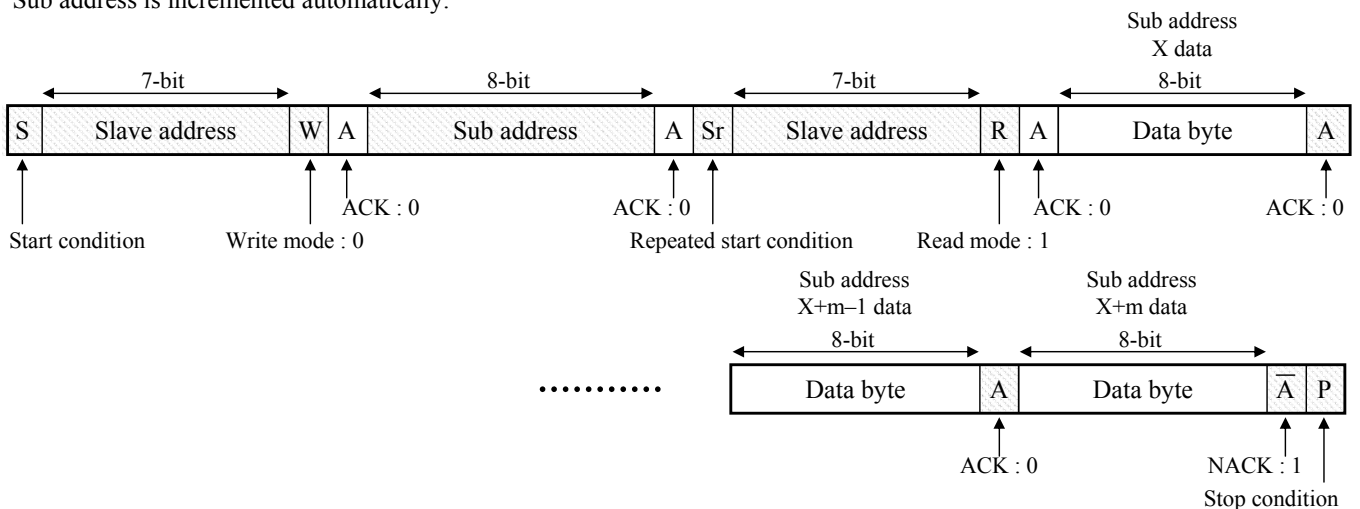 Sub address is incremented automatically.
Sub address
X data
7-bit 8-bit 7-bit 8-bit
S Slave address W A Sub address A Sr Slave address R A Data byte A
ACK : 0 ACK : 0 ACK : 0 ACK : 0
Start condition Write mode : 0 Repeated start condition Read mode : 1
Sub address Sub address
X+m–1 data X+m data
8-bit 8-bit
Data byte A Data byte A̅ P
ACK : 0 NACK : 1
Stop condition